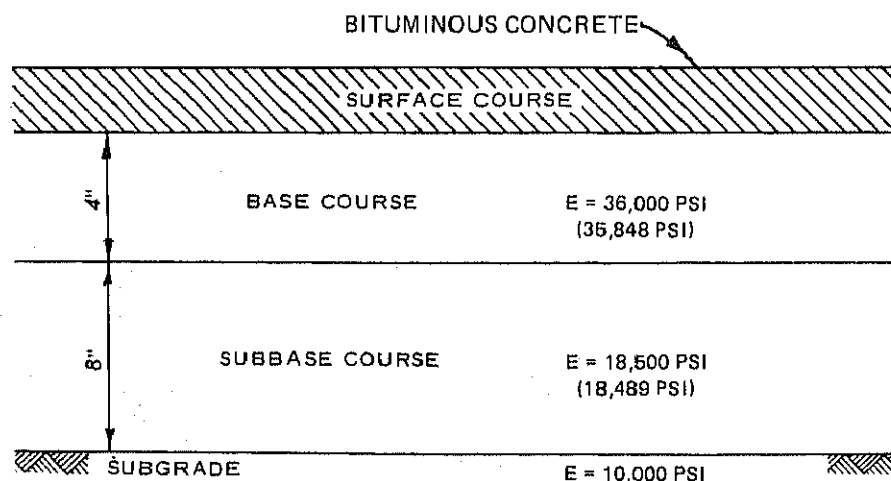 BITUMINOUS CONCRETE
SURFACE COURSE
4"
BASE COURSE
E = 36,000 PSI
(36,848 PSI)
8"
SUBBASE COURSE
E = 18,500 PSI
(18,489 PSI)
SUBGRADE
E = 10,000 PSI